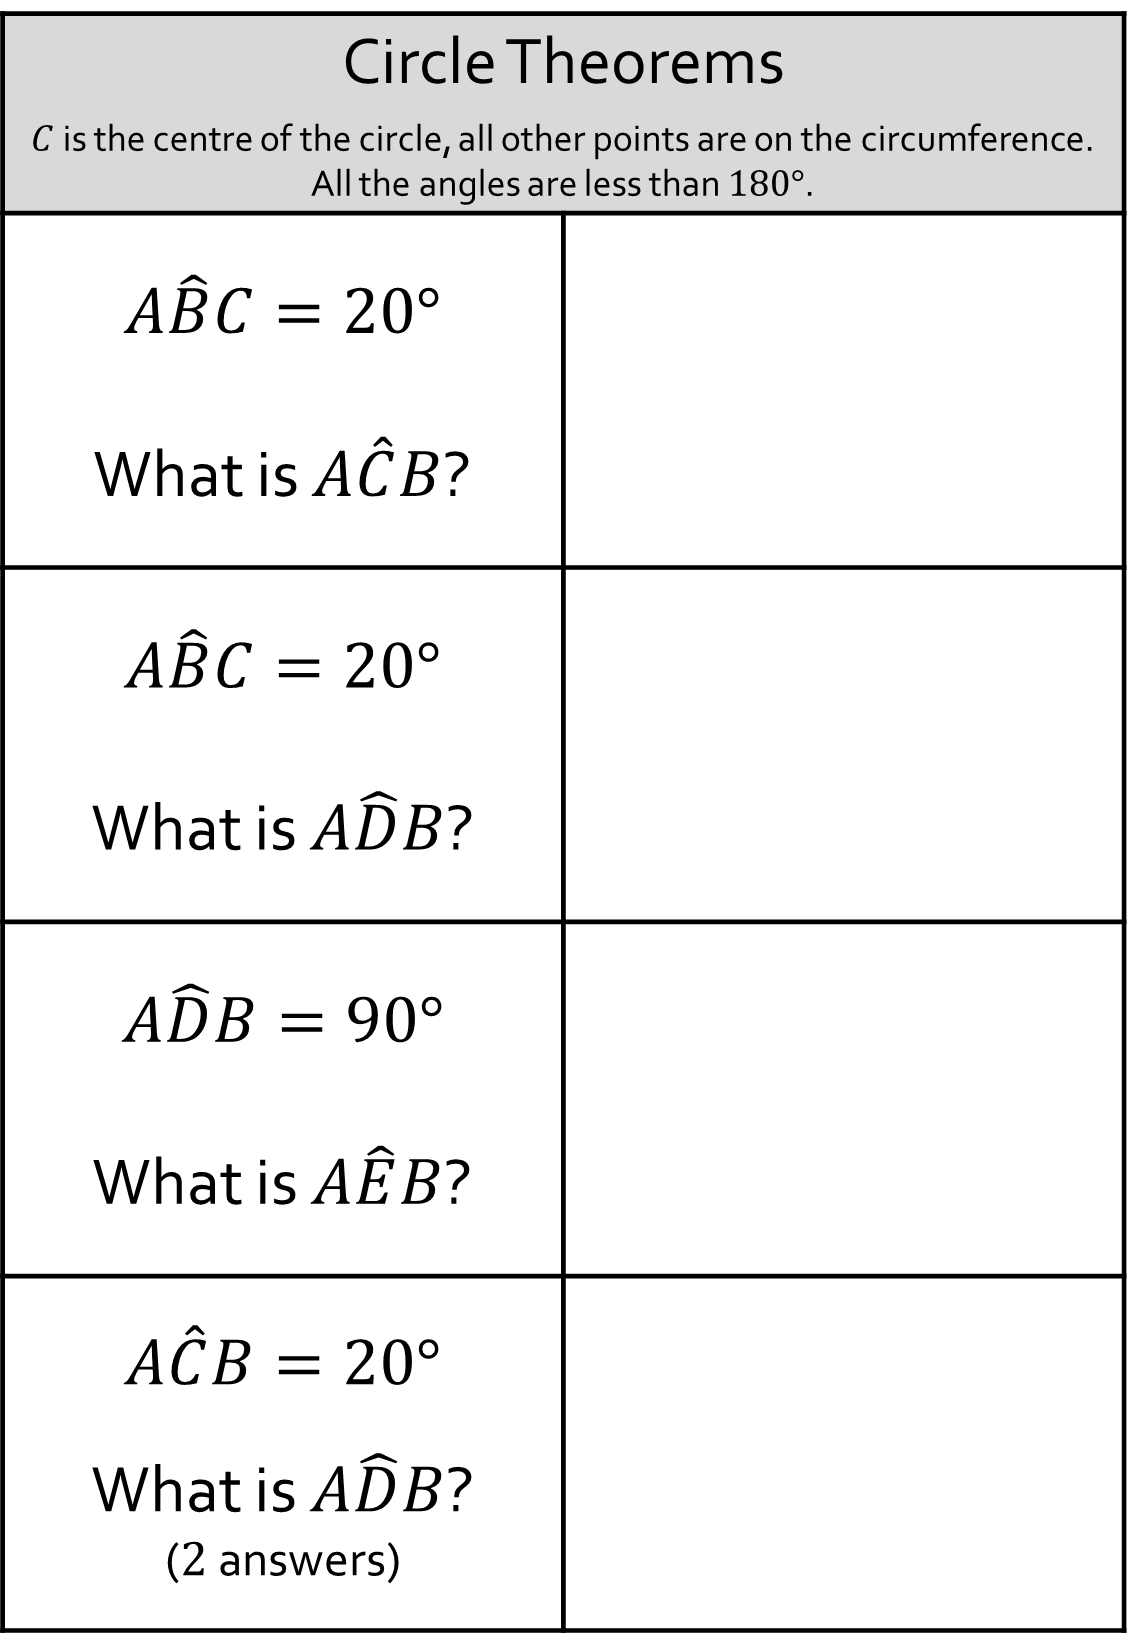 Circle Theorems
C is the centre of the circle, all other points are on the circumference.
All the angles are less than 180°.
AB̂C = 20°
What is AĈB?
AB̂C = 20°
What is AD̂B?
AD̂B = 90°
What is AÊB?
AĈB = 20°
What is AD̂B?
(2 answers)